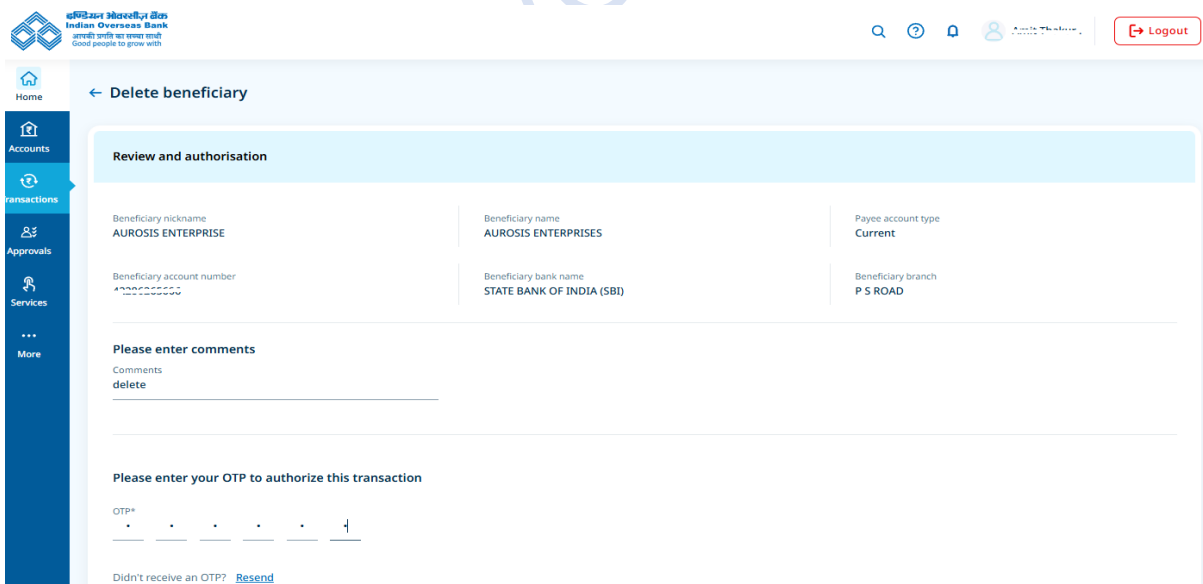 इण्डियन ओवरसीज़ बैंक
Indian Overseas Bank
आपकी प्रगति का सच्चा साथी
Good people to grow with
Logout
Home
Accounts
ransactions
Approvals
Services
More
← Delete beneficiary
Review and authorisation
Beneficiary nickname
AUROSIS ENTERPRISE
Beneficiary name
AUROSIS ENTERPRISES
Payee account type
Current
Beneficiary account number
Beneficiary bank name
STATE BANK OF INDIA (SBI)
Beneficiary branch
P S ROAD
Please enter comments
Comments
delete
Please enter your OTP to authorize this transaction
OTP*
Didn't receive an OTP? Resend